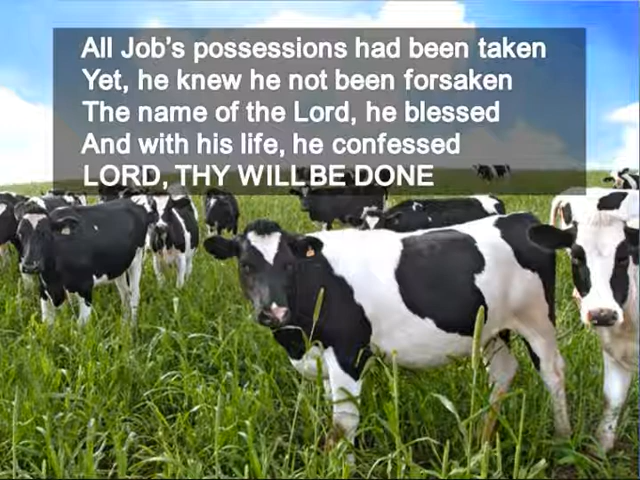 All Job's possessions had been taken
Yet, he knew he not been forsaken
The name of the Lord, he blessed
And with his life, he confessed
LORD, THY WILL BE DONE